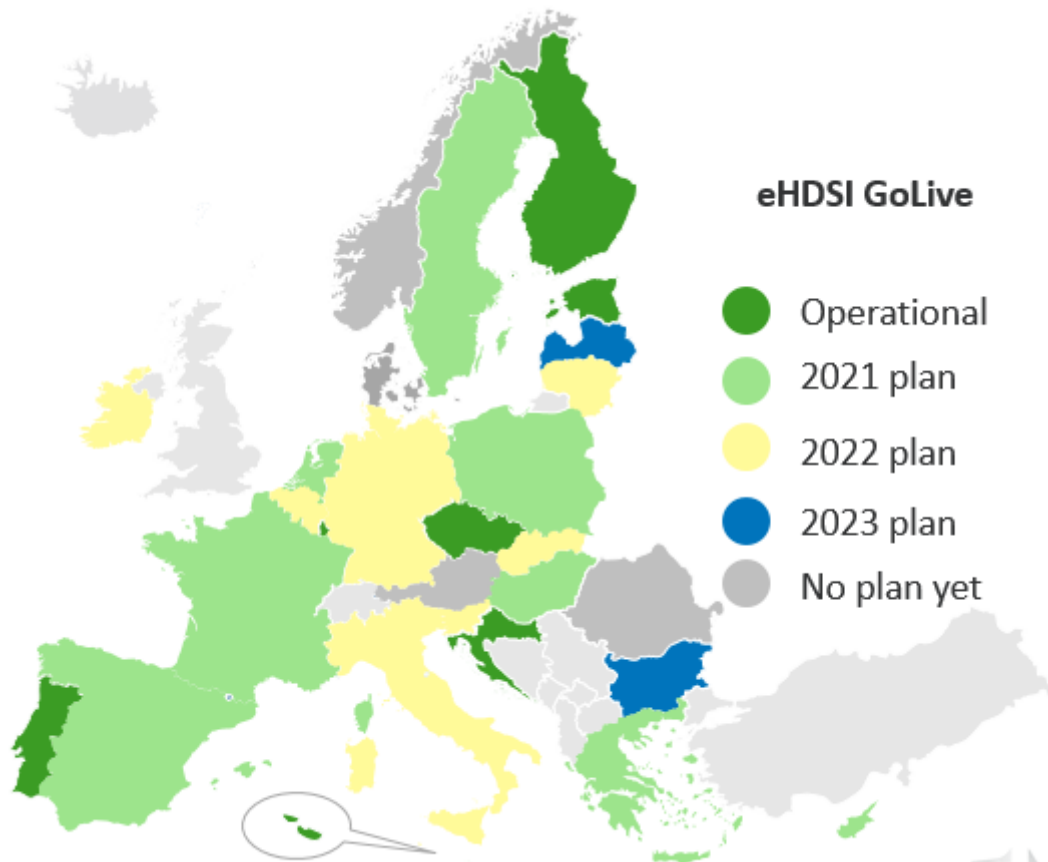 eHDSI GoLive
Operational
2021 plan
2022 plan
2023 plan
No plan yet